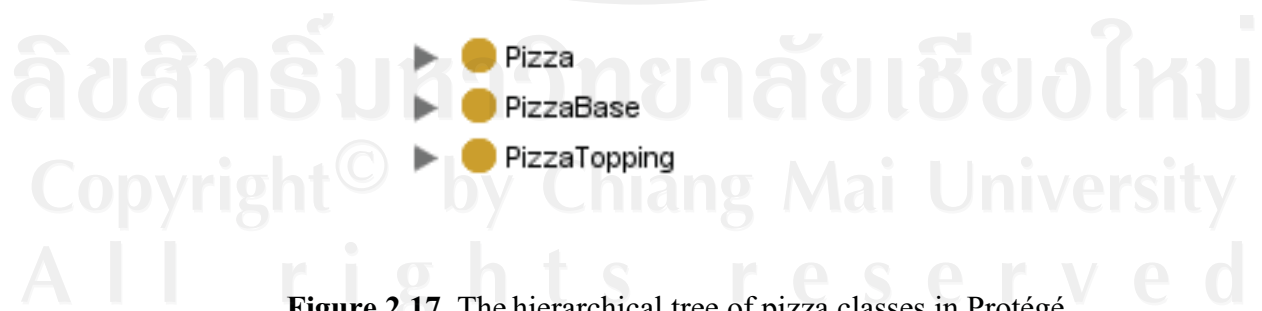 Pizza
ลิขสิทธิ์มหาวิทยาลัยเชียงใหม่
PizzaBase
PizzaTopping
Copyright© by Chiang Mai University
All rights reserved
Figure 2.17 The hierarchical tree of pizza classes in Protégé